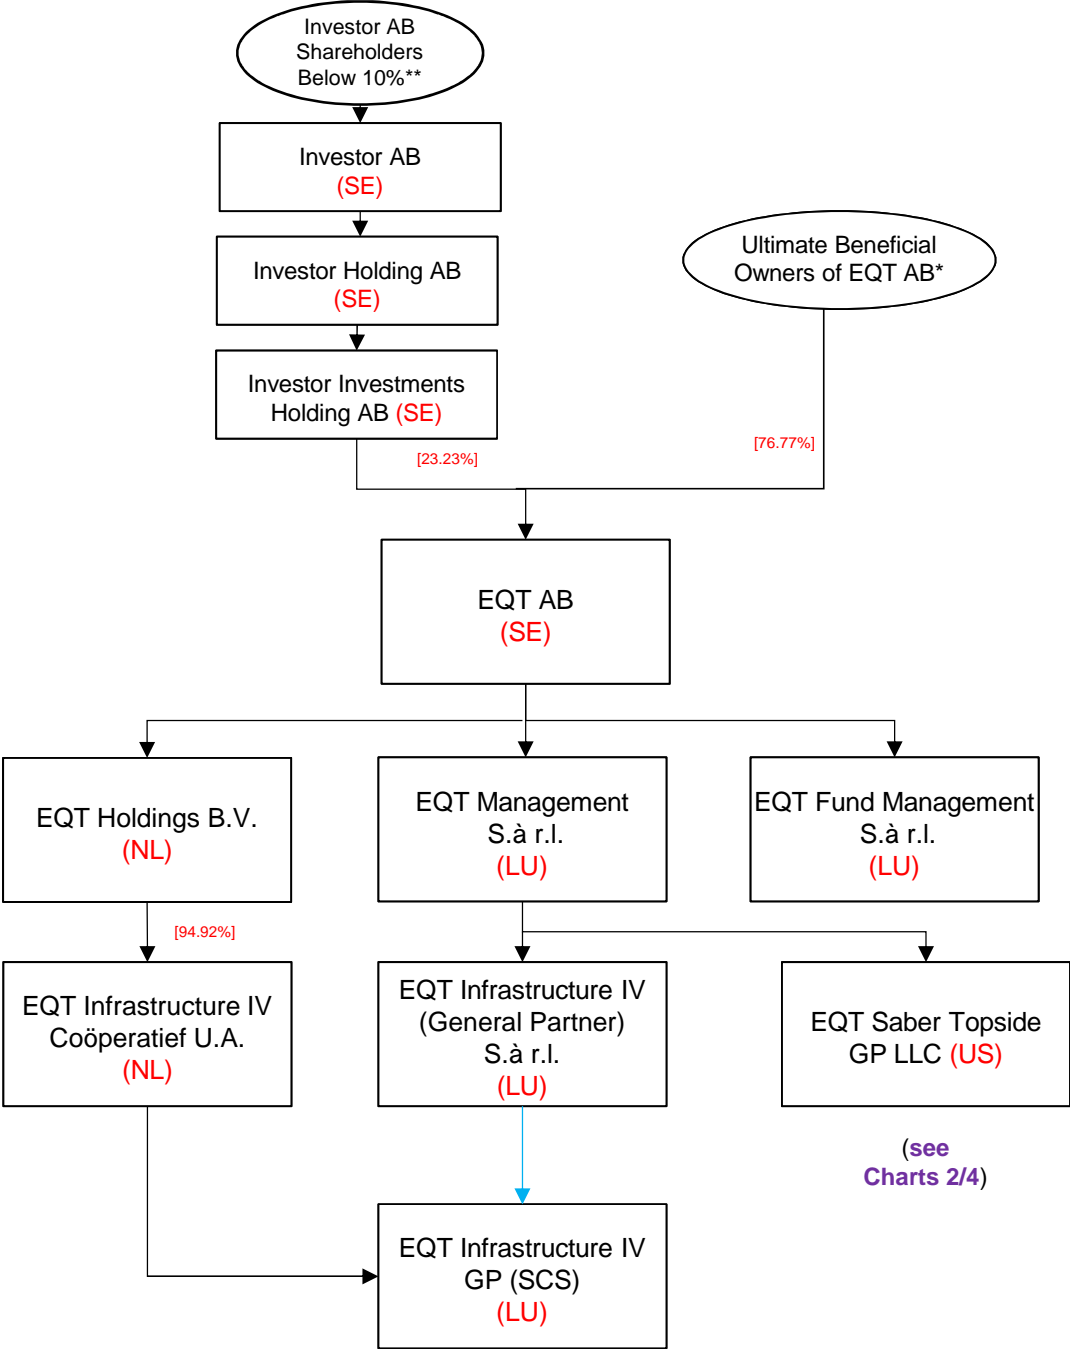 Investor AB
Shareholders
Below 10%**
Investor AB
(SE)
Investor Holding AB
(SE)
Ultimate Beneficial
Owners of EQT AB*
Investor Investments
Holding AB (SE)
[23.23%]
[76.77%]
EQT AB
(SE)
EQT Holdings B.V.
(NL)
EQT Management
S.à r.l.
(LU)
EQT Fund Management
S.à r.l.
(LU)
[94.92%]
EQT Infrastructure IV
Coöperatief U.A.
(NL)
EQT Infrastructure IV
(General Partner)
S.à r.l.
(LU)
EQT Saber Topside
GP LLC (US)
(see
Charts 2/4)
EQT Infrastructure IV
GP (SCS)
(LU)